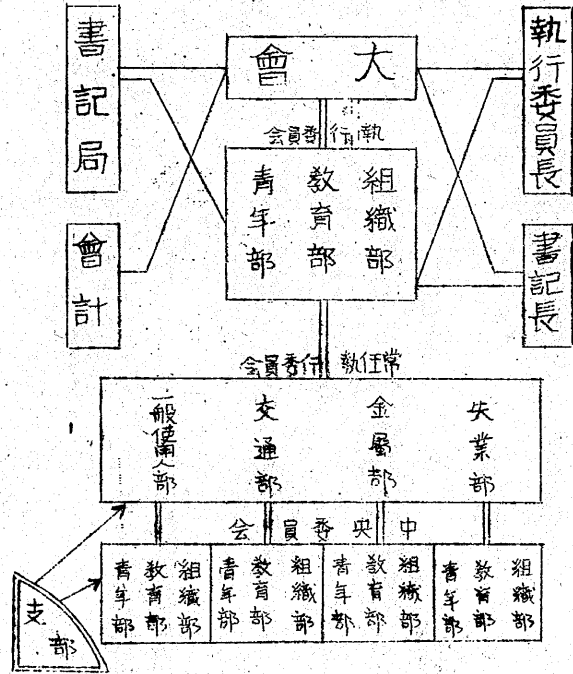 執行委員長
大會
書記局
執行委員会
組織部
教育部
青年部
書記長
會計
常任執行委員会
失業部
金属部
交通部
一般使用人部
中央委員会
組織部
教育部
青年部
組織部
教育部
青年部
組織部
教育部
青年部
組織部
教育部
青年部
支部